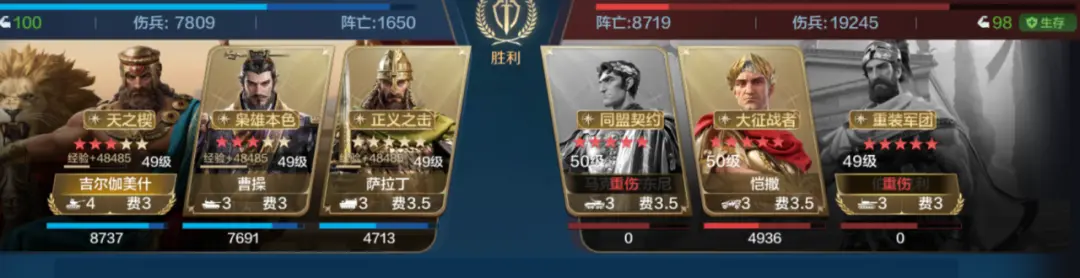 100 伤兵: 7809 阵亡:1650
阵亡:8719 伤兵: 19245 98 生存
胜利
天之楔
经验+48485 49级
吉尔伽美什
4 费3
8737
枭雄本色
经验+48485 49级
曹操
3 费3
7691
正义之击
经验+48485 49级
萨拉丁
3 费3.5
4713
同盟契约
50级
重伤
3 费3.5
0
大征战者
50级
恺撒
3 费3.5
4936
重装军团
49级
重伤
3 费3
0